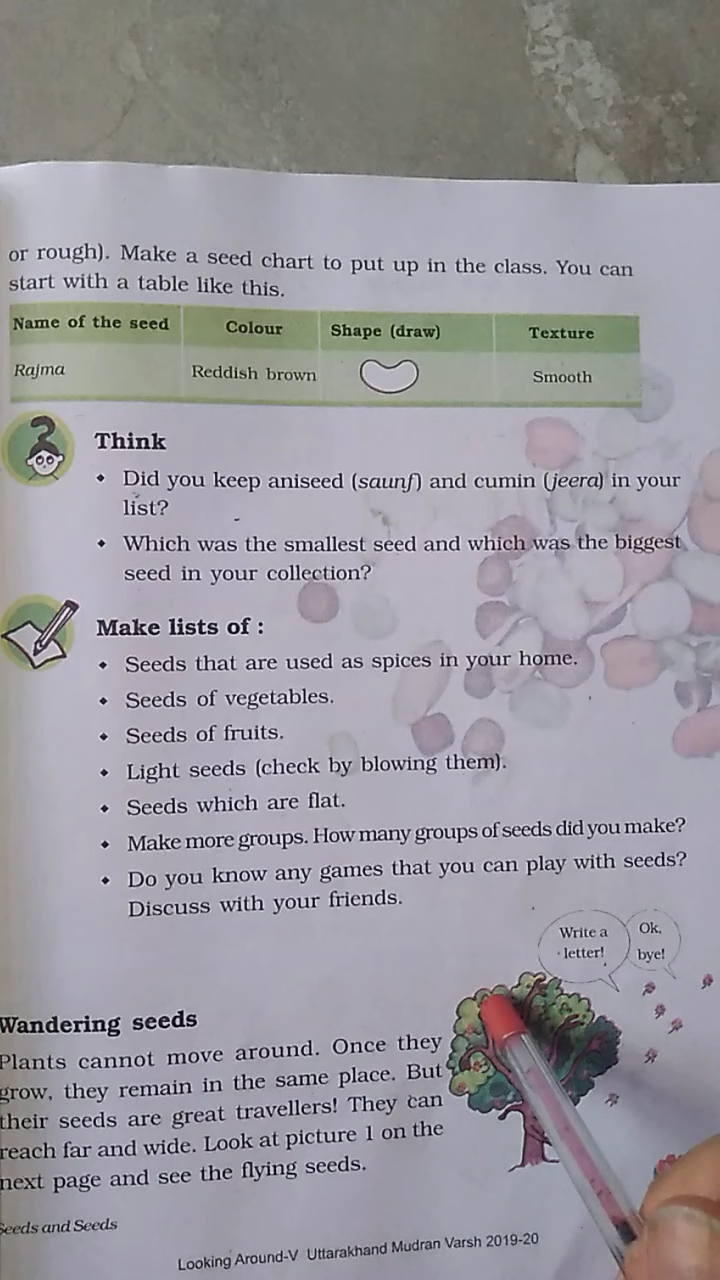 or rough). Make a seed chart to put up in the class. You can
start with a table like this.
Name of the seed Colour Shape (draw) Texture
Rajma Reddish brown Smooth
Think
• Did you keep aniseed (saunf) and cumin (jeera) in your
list?
• Which was the smallest seed and which was the biggest
seed in your collection?
Make lists of :
• Seeds that are used as spices in your home.
• Seeds of vegetables.
• Seeds of fruits.
• Light seeds (check by blowing them).
• Seeds which are flat.
• Make more groups. How many groups of seeds did you make?
• Do you know any games that you can play with seeds?
Discuss with your friends.
Write a
letter!
Ok,
bye!
Wandering seeds
Plants cannot move around. Once they
grow, they remain in the same place. But
their seeds are great travellers! They can
reach far and wide. Look at picture 1 on the
next page and see the flying seeds.
Seeds and Seeds
Looking Around-V Uttarakhand Mudran Varsh 2019-20